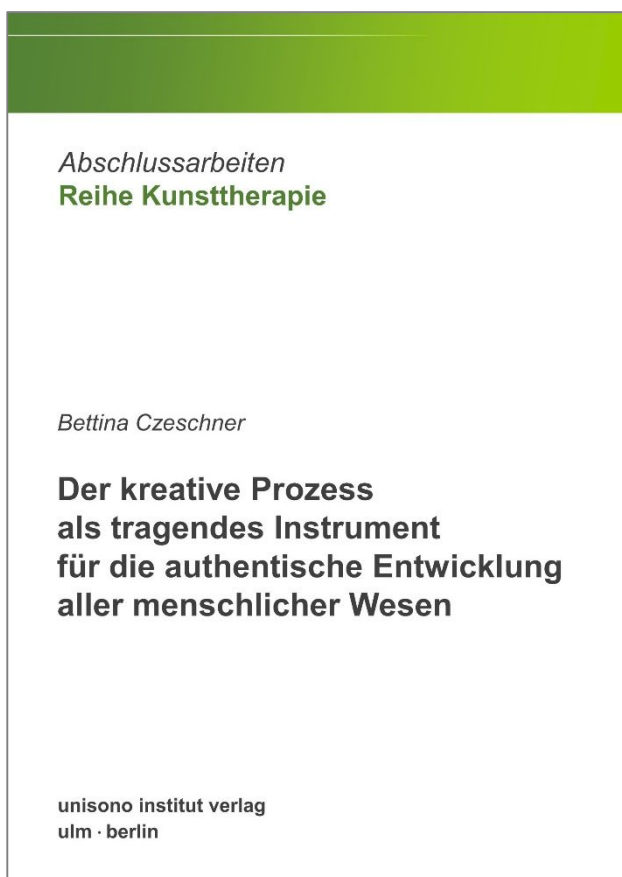 Abschlussarbeiten
Reihe Kunsttherapie
Bettina Czeschner
Der kreative Prozess
als tragendes Instrument
für die authentische Entwicklung
aller menschlicher Wesen
unisono institut verlag
ulm · berlin